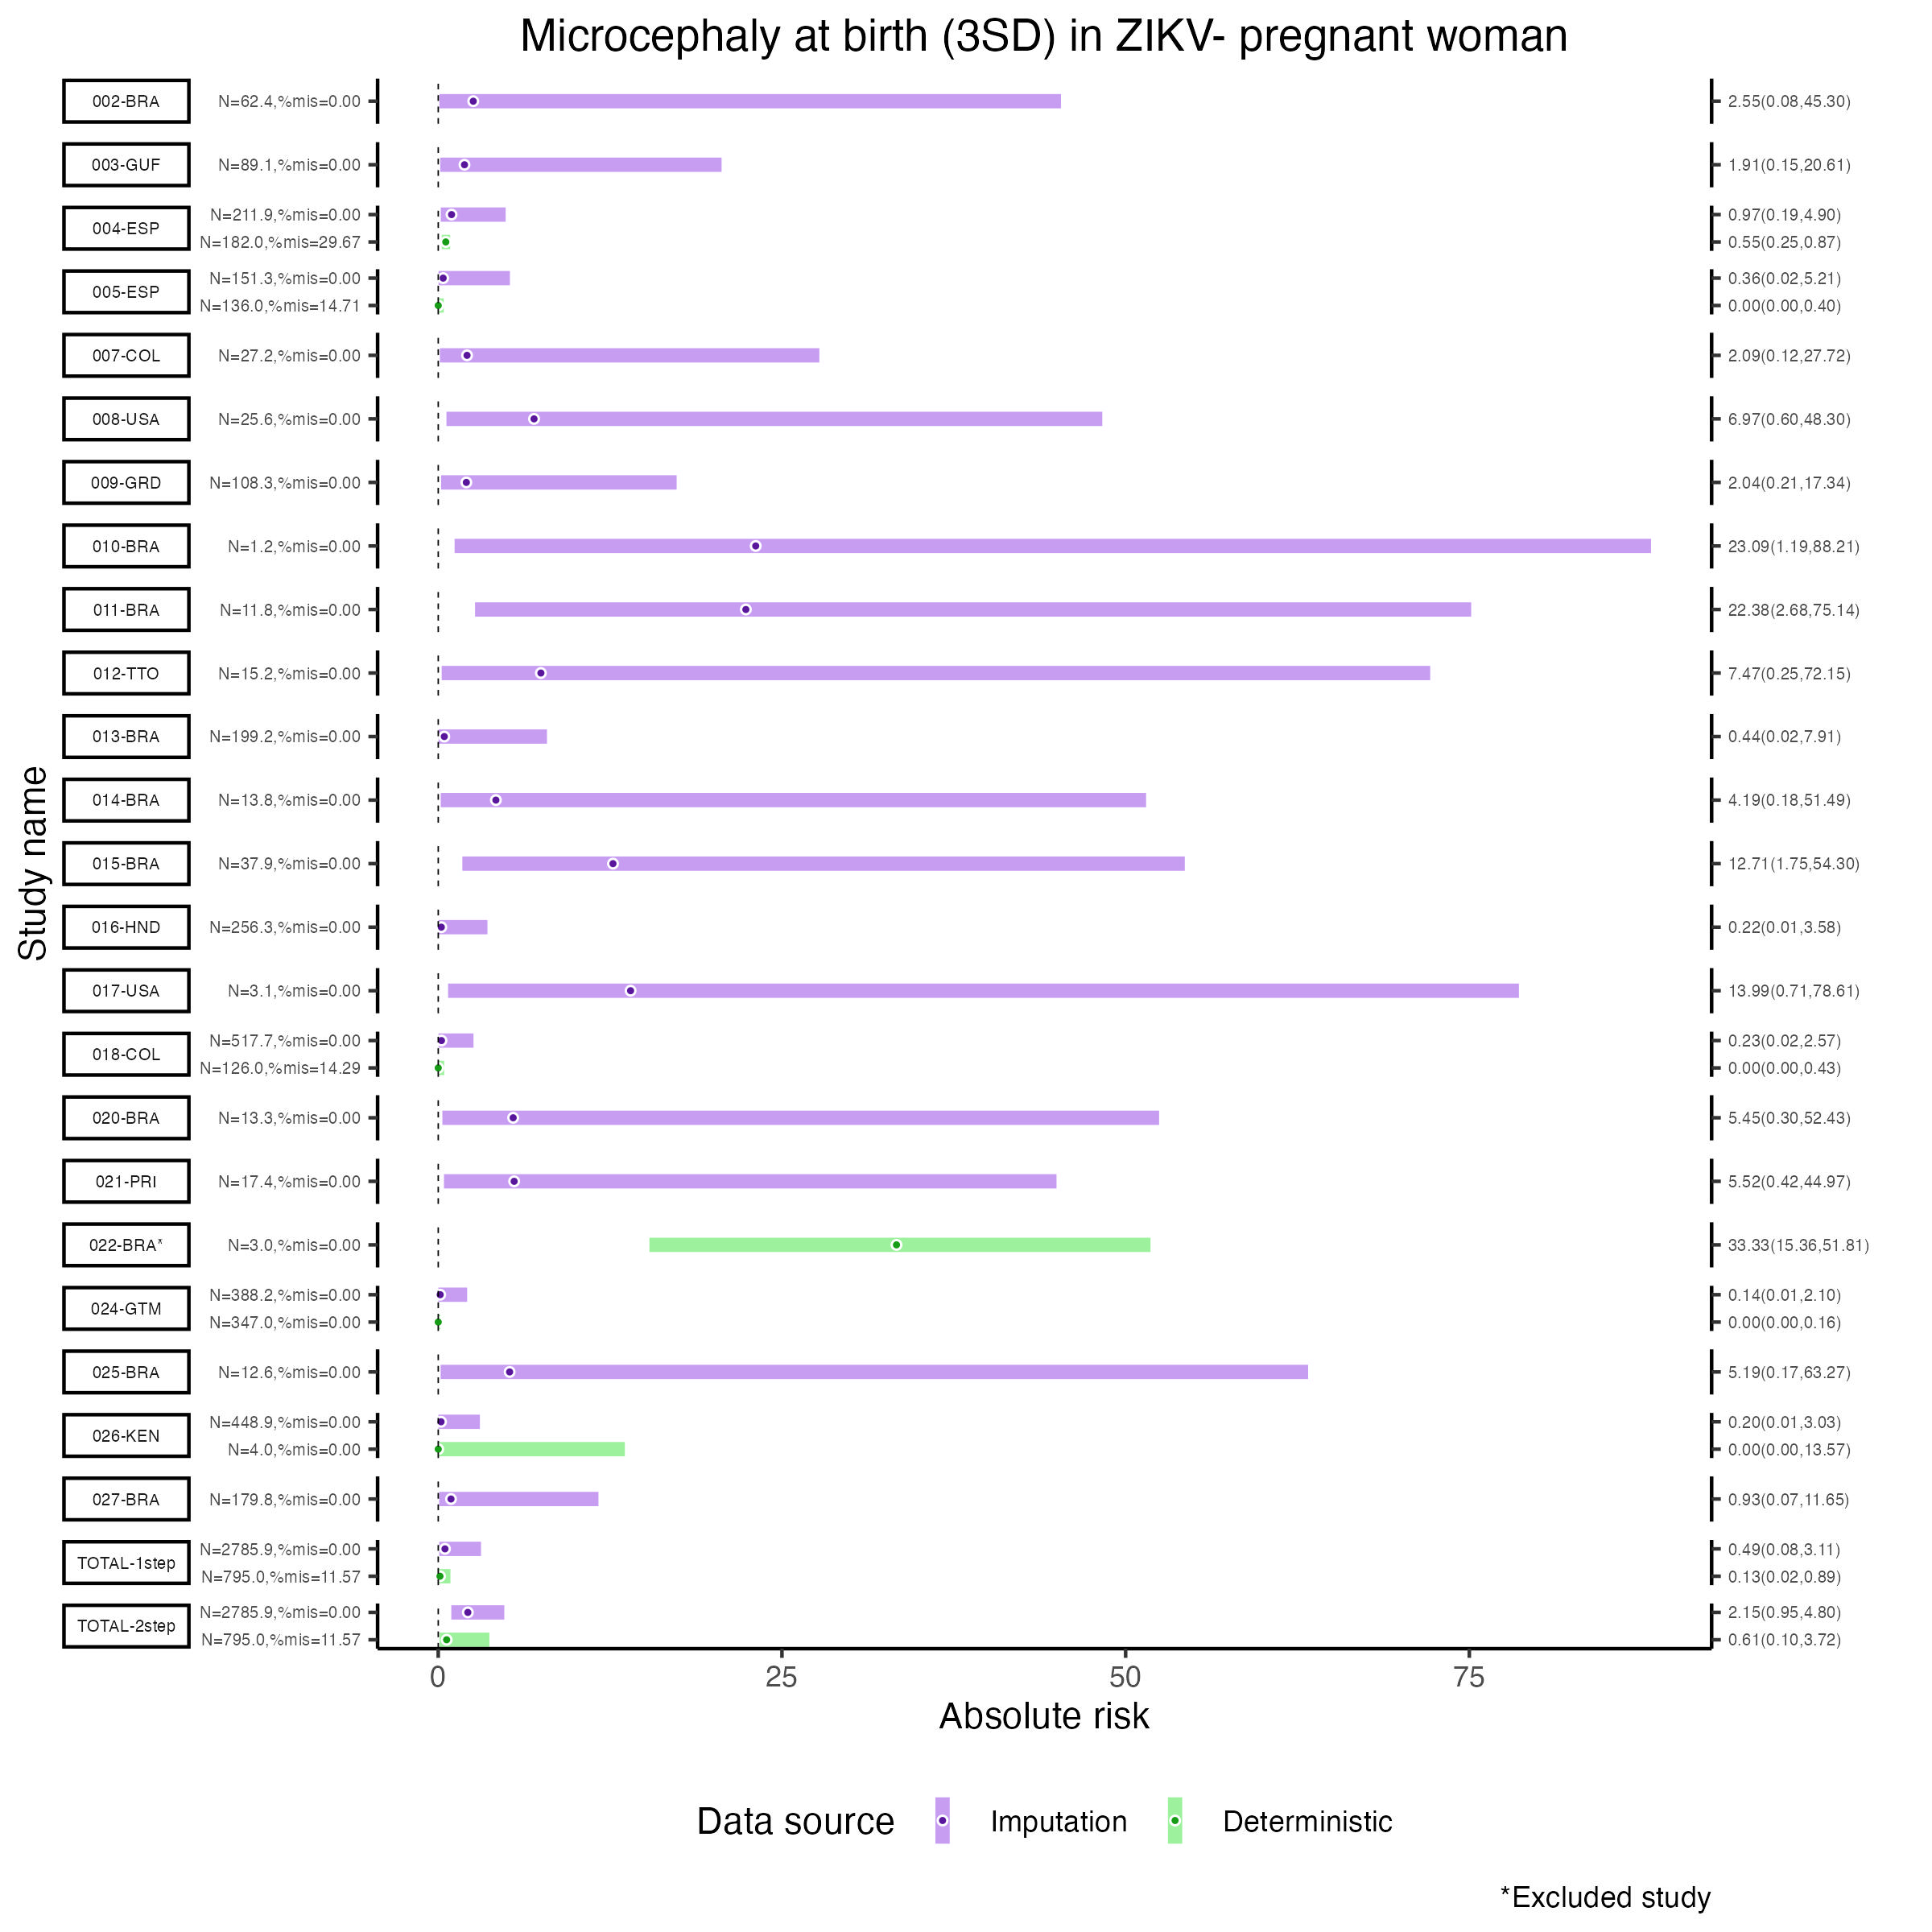 Microcephaly at birth (3SD) in ZIKV- pregnant woman
Study name
002-BRA N=62.4,%mis=0.00 2.55(0.08,45.30)
003-GUF N=89.1,%mis=0.00 1.91(0.15,20.61)
004-ESP N=211.9,%mis=0.00 0.97(0.19,4.90)
N=182.0,%mis=29.67 0.55(0.25,0.87)
005-ESP N=151.3,%mis=0.00 0.36(0.02,5.21)
N=136.0,%mis=14.71 0.00(0.00,0.40)
007-COL N=27.2,%mis=0.00 2.09(0.12,27.72)
008-USA N=25.6,%mis=0.00 6.97(0.60,48.30)
009-GRD N=108.3,%mis=0.00 2.04(0.21,17.34)
010-BRA N=1.2,%mis=0.00 23.09(1.19,88.21)
011-BRA N=11.8,%mis=0.00 22.38(2.68,75.14)
012-TTO N=15.2,%mis=0.00 7.47(0.25,72.15)
013-BRA N=199.2,%mis=0.00 0.44(0.02,7.91)
014-BRA N=13.8,%mis=0.00 4.19(0.18,51.49)
015-BRA N=37.9,%mis=0.00 12.71(1.75,54.30)
016-HND N=256.3,%mis=0.00 0.22(0.01,3.58)
017-USA N=3.1,%mis=0.00 13.99(0.71,78.61)
018-COL N=517.7,%mis=0.00 0.23(0.02,2.57)
N=126.0,%mis=14.29 0.00(0.00,0.43)
020-BRA N=13.3,%mis=0.00 5.45(0.30,52.43)
021-PRI N=17.4,%mis=0.00 5.52(0.42,44.97)
022-BRA* N=3.0,%mis=0.00 33.33(15.36,51.81)
024-GTM N=388.2,%mis=0.00 0.14(0.01,2.10)
N=347.0,%mis=0.00 0.00(0.00,0.16)
025-BRA N=12.6,%mis=0.00 5.19(0.17,63.27)
026-KEN N=448.9,%mis=0.00 0.20(0.01,3.03)
N=4.0,%mis=0.00 0.00(0.00,13.57)
027-BRA N=179.8,%mis=0.00 0.93(0.07,11.65)
TOTAL-1step N=2785.9,%mis=0.00 0.49(0.08,3.11)
N=795.0,%mis=11.57 0.13(0.02,0.89)
TOTAL-2step N=2785.9,%mis=0.00 2.15(0.95,4.80)
N=795.0,%mis=11.57 0.61(0.10,3.72)
0 25 50 75
Absolute risk
Data source Imputation Deterministic
*Excluded study